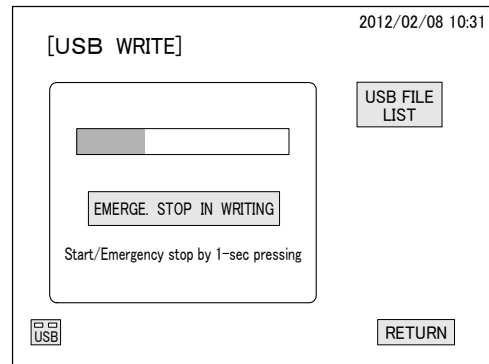 2012/02/08 10:31
[USB WRITE]
USB FILE
LIST
EMERGE. STOP IN WRITING
Start/Emergency stop by 1-sec pressing
USB
RETURN